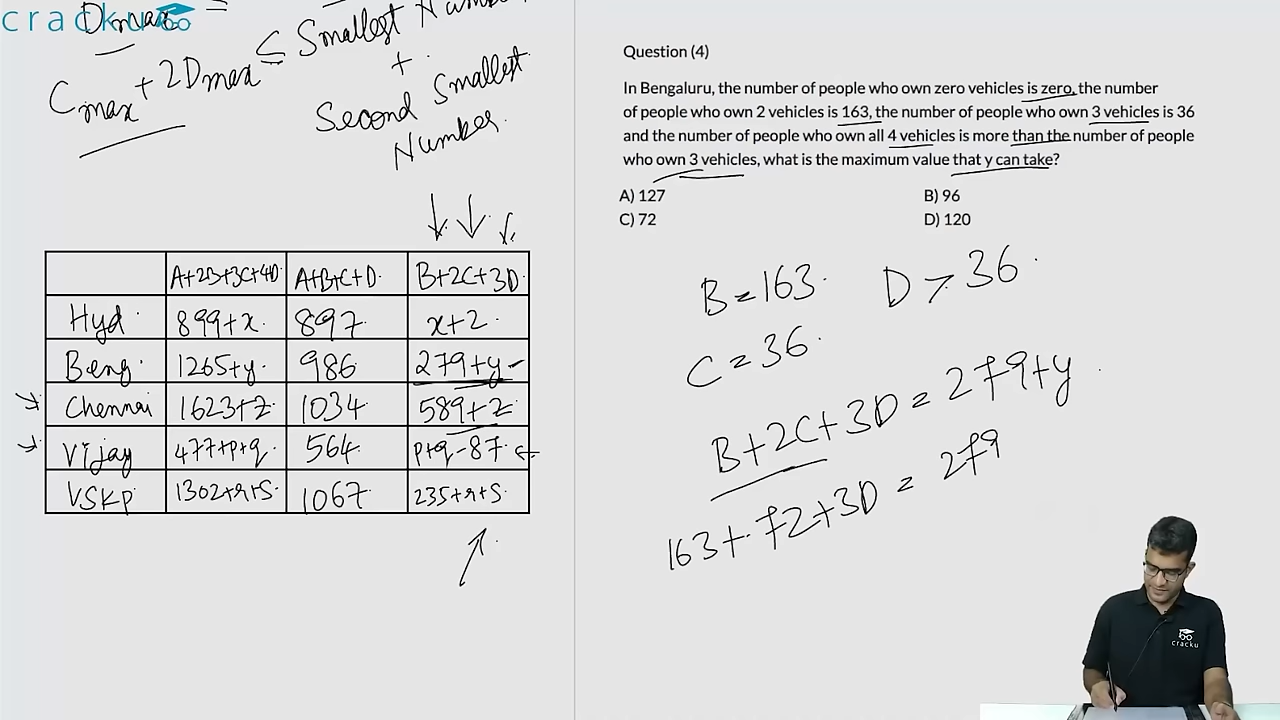 cracku
Dmax =
Cmax + 2Dmax ≤ Smallest
+
Second Smallest
Number.
A+2B+3C+4D A+B+C+D B+2C+3D
Hyd 899+x 897 x+2
Beng 1265+y 986 279+y
Chennai 1623+z 1034 589+z
Vijay 477+p+q 564 p+q-87
VSKP 1302+r+s 1067 235+r+s
Question (4)
In Bengaluru, the number of people who own zero vehicles is zero, the number
of people who own 2 vehicles is 163, the number of people who own 3 vehicles is 36
and the number of people who own all 4 vehicles is more than the number of people
who own 3 vehicles, what is the maximum value that y can take?
A) 127 B) 96
C) 72 D) 120
B = 163. D > 36
C = 36.
B+2C+3D = 279+y
163+72+3D = 279
cracku